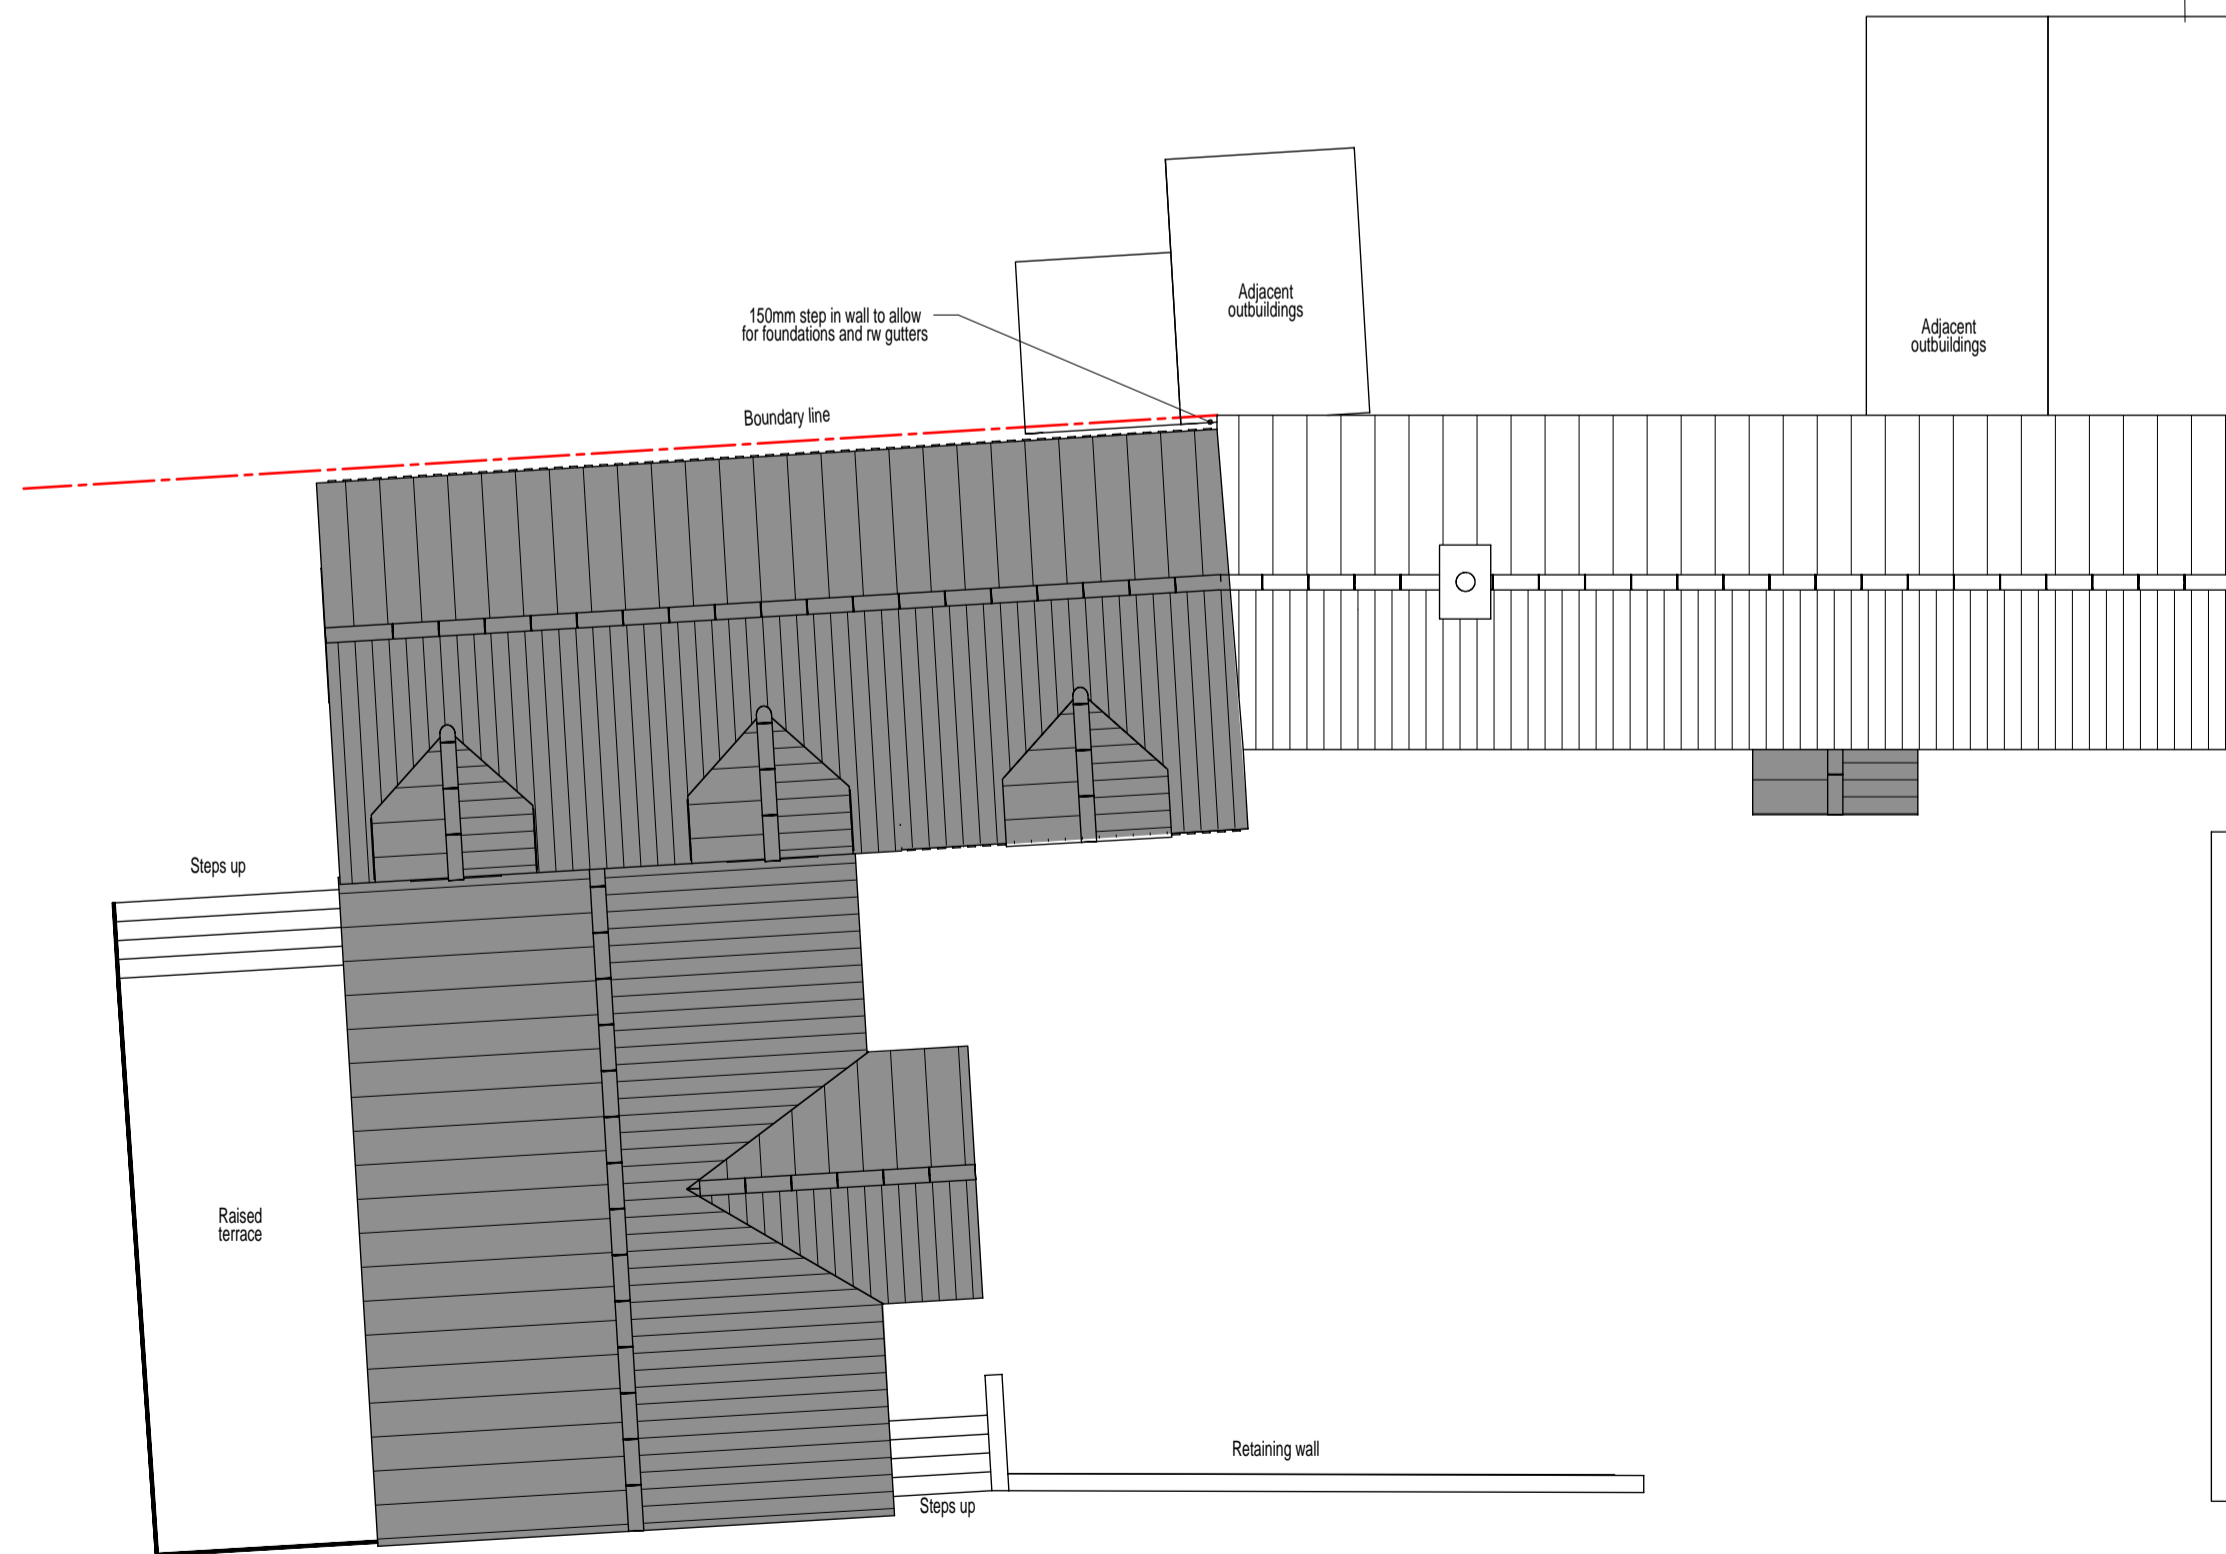 Adjacent
outbuildings
150mm step in wall to allow
for foundations and rw gutters
Adjacent
outbuildings
Boundary line
Steps up
Raised
terrace
Retaining wall
Steps up